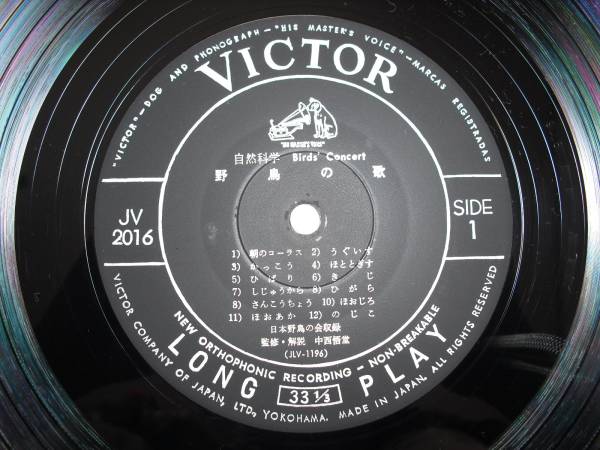 "VICTOR"–DOG AND PHONOGRAPH – "HIS MASTER'S VOICE" – MARCAS REGISTRADAS
VICTOR
"HIS MASTER'S VOICE"
自然科学 Birds' Concert
野鳥の歌
JV
2016
SIDE
1
1) 朝のコーラス 2) うぐいす
3) かっこう 4) ほととぎす
5) ひばり 6) きじ
7) しじゅうから 8) ひがら
8) さんこうちょう 10) ほおじろ
11) ほおあか 12) のじこ
日本野鳥の会収録
監修・解説 中西悟堂
(JLV-1196)
NEW ORTHOPHONIC RECORDING – NON-BREAKABLE
LONG 33 1/3 PLAY
VICTOR COMPANY OF JAPAN, LTD., YOKOHAMA. MADE IN JAPAN, ALL RIGHTS RESERVED